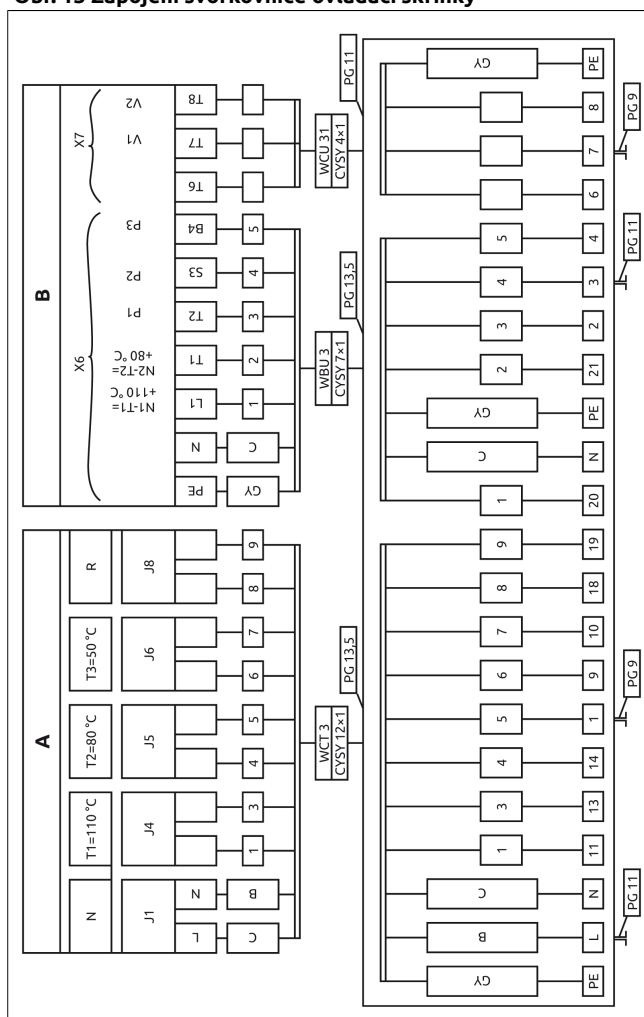 Obr. Zapojení svorkovnice ovládací skříňky
A
N
T1=110 °C
T2=80 °C
T3=50 °C
R
J1
J4
J5
J6
J8
L
N
C
B
1
3
4
5
6
7
8
9
WCT 3
CYSY 12×1
PG 13,5
B
X6
X7
N1-T1=
+110 °C
N2-T2=
+80 °C
P1
P2
P3
V1
V2
PE
N
L1
T1
T2
S3
B4
T6
T7
T8
GY
C
1
2
3
4
5
WBU 3
CYSY 7×1
PG 13,5
WCU 31
CYSY 4×1
PG 11
GY
B
C
1
3
4
5
6
7
8
9
1
C
GY
2
3
4
5
GY
PE
L
N
11
13
14
1
9
10
18
19
20
N
PE
21
2
3
4
6
7
8
PE
PG 11
PG 9
PG 11
PG 9